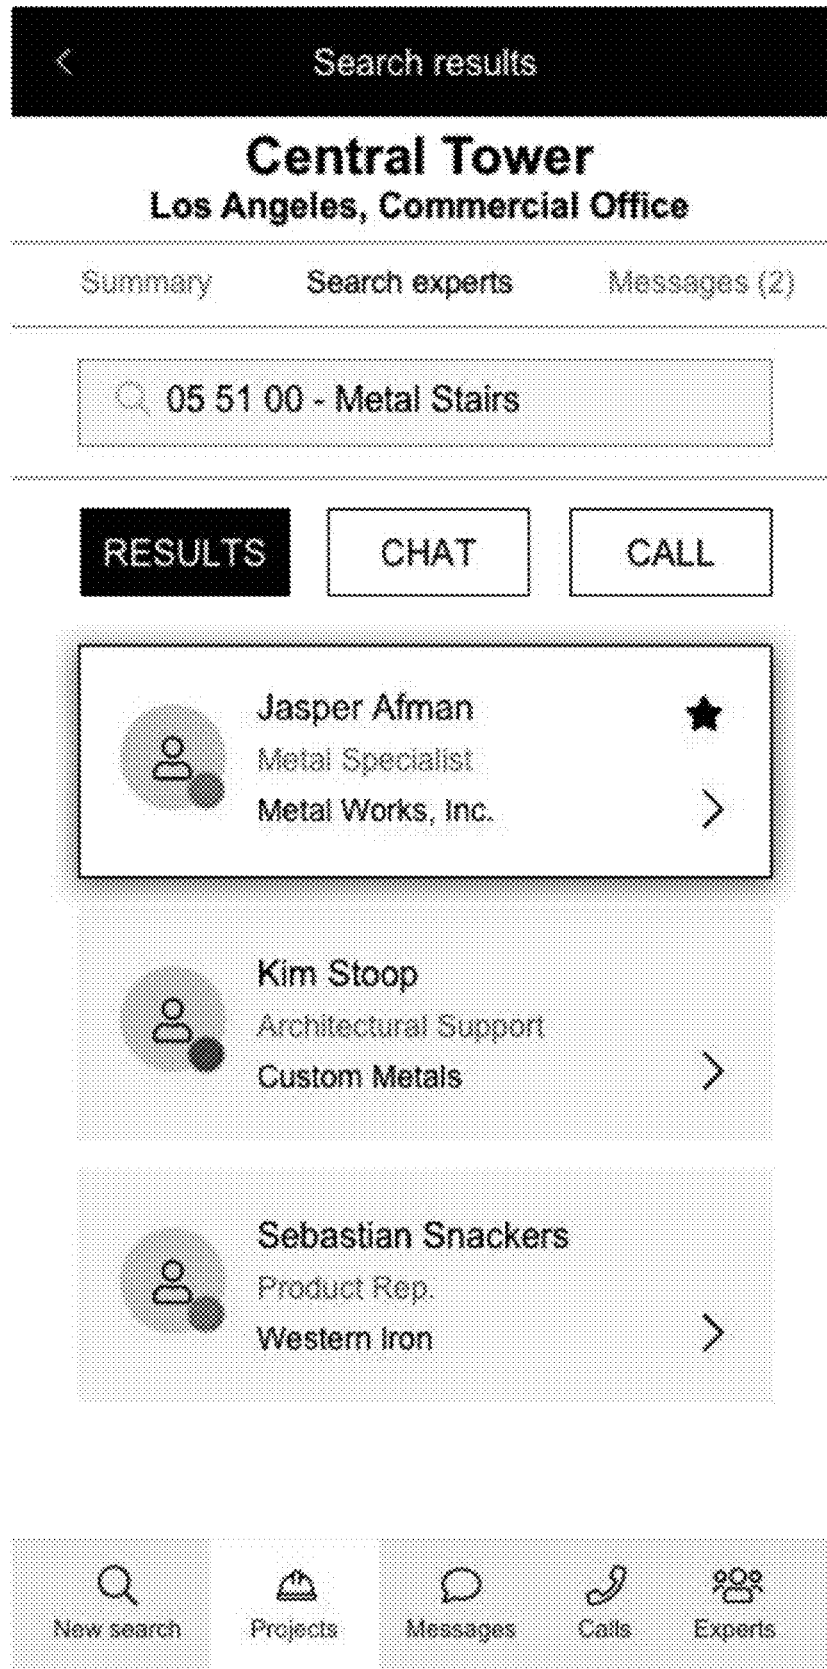 Search results
Central Tower
Los Angeles, Commercial Office
Summary Search experts Messages (2)
05 51 00 - Metal Stairs
RESULTS CHAT CALL
Jasper Afman
Metal Specialist
Metal Works, Inc.
Kim Stoop
Architectural Support
Custom Metals
Sebastian Snackers
Product Rep.
Western Iron
New search Projects Messages Calls Experts